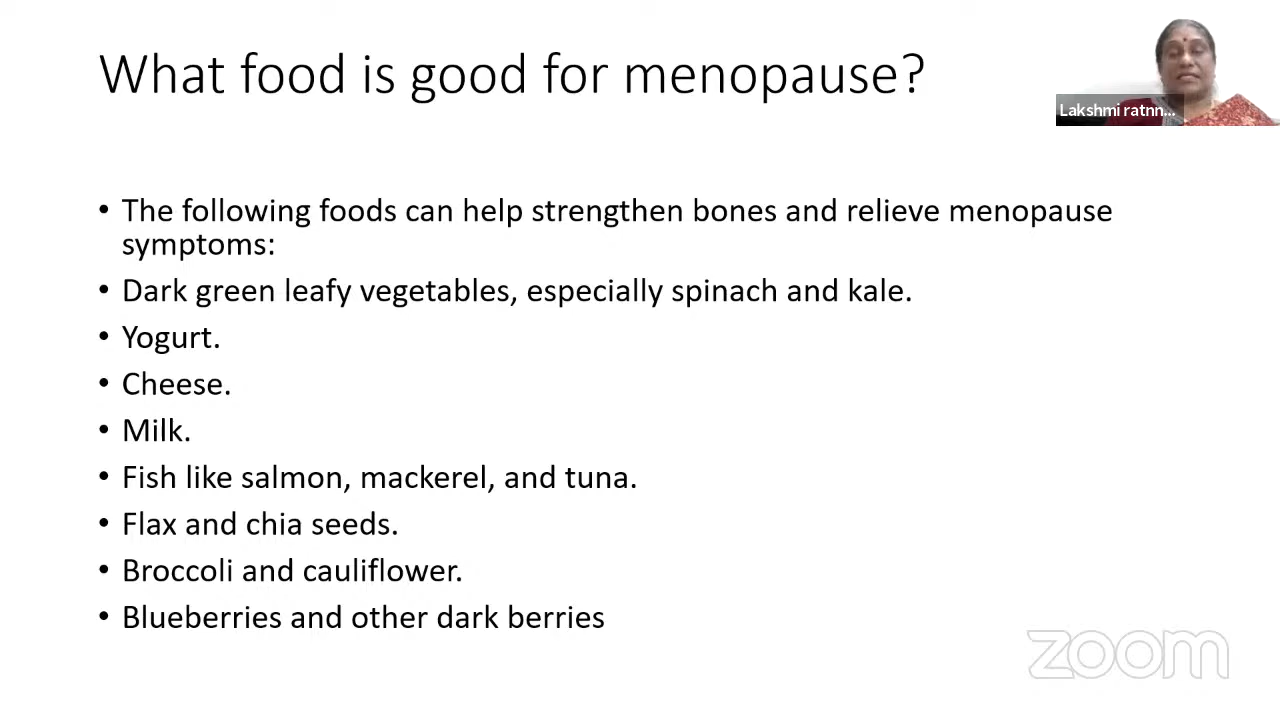 What food is good for menopause?
Lakshmi ratnn...
• The following foods can help strengthen bones and relieve menopause
symptoms:
• Dark green leafy vegetables, especially spinach and kale.
• Yogurt.
• Cheese.
• Milk.
• Fish like salmon, mackerel, and tuna.
• Flax and chia seeds.
• Broccoli and cauliflower.
• Blueberries and other dark berries
zoom